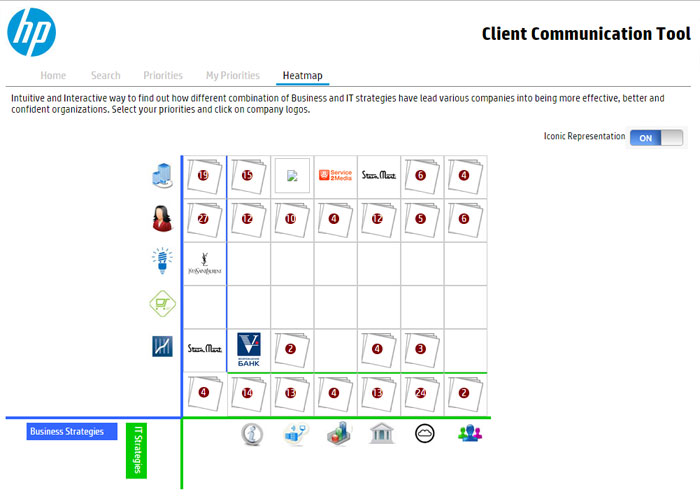 hp
Client Communication Tool
Home Search Priorities My Priorities Heatmap
Intuitive and Interactive way to find out how different combination of Business and IT strategies have lead various companies into being more effective, better and
confident organizations. Select your priorities and click on company logos.
Iconic Representation ON
19 15 Service2Media Stein Mart 6 4
27 12 10 4 12 5 6
YvesSaintLaurent
Stein Mart БАНК 2 4 3
4 14 13 4 13 24 2
Business Strategies
IT Strategies